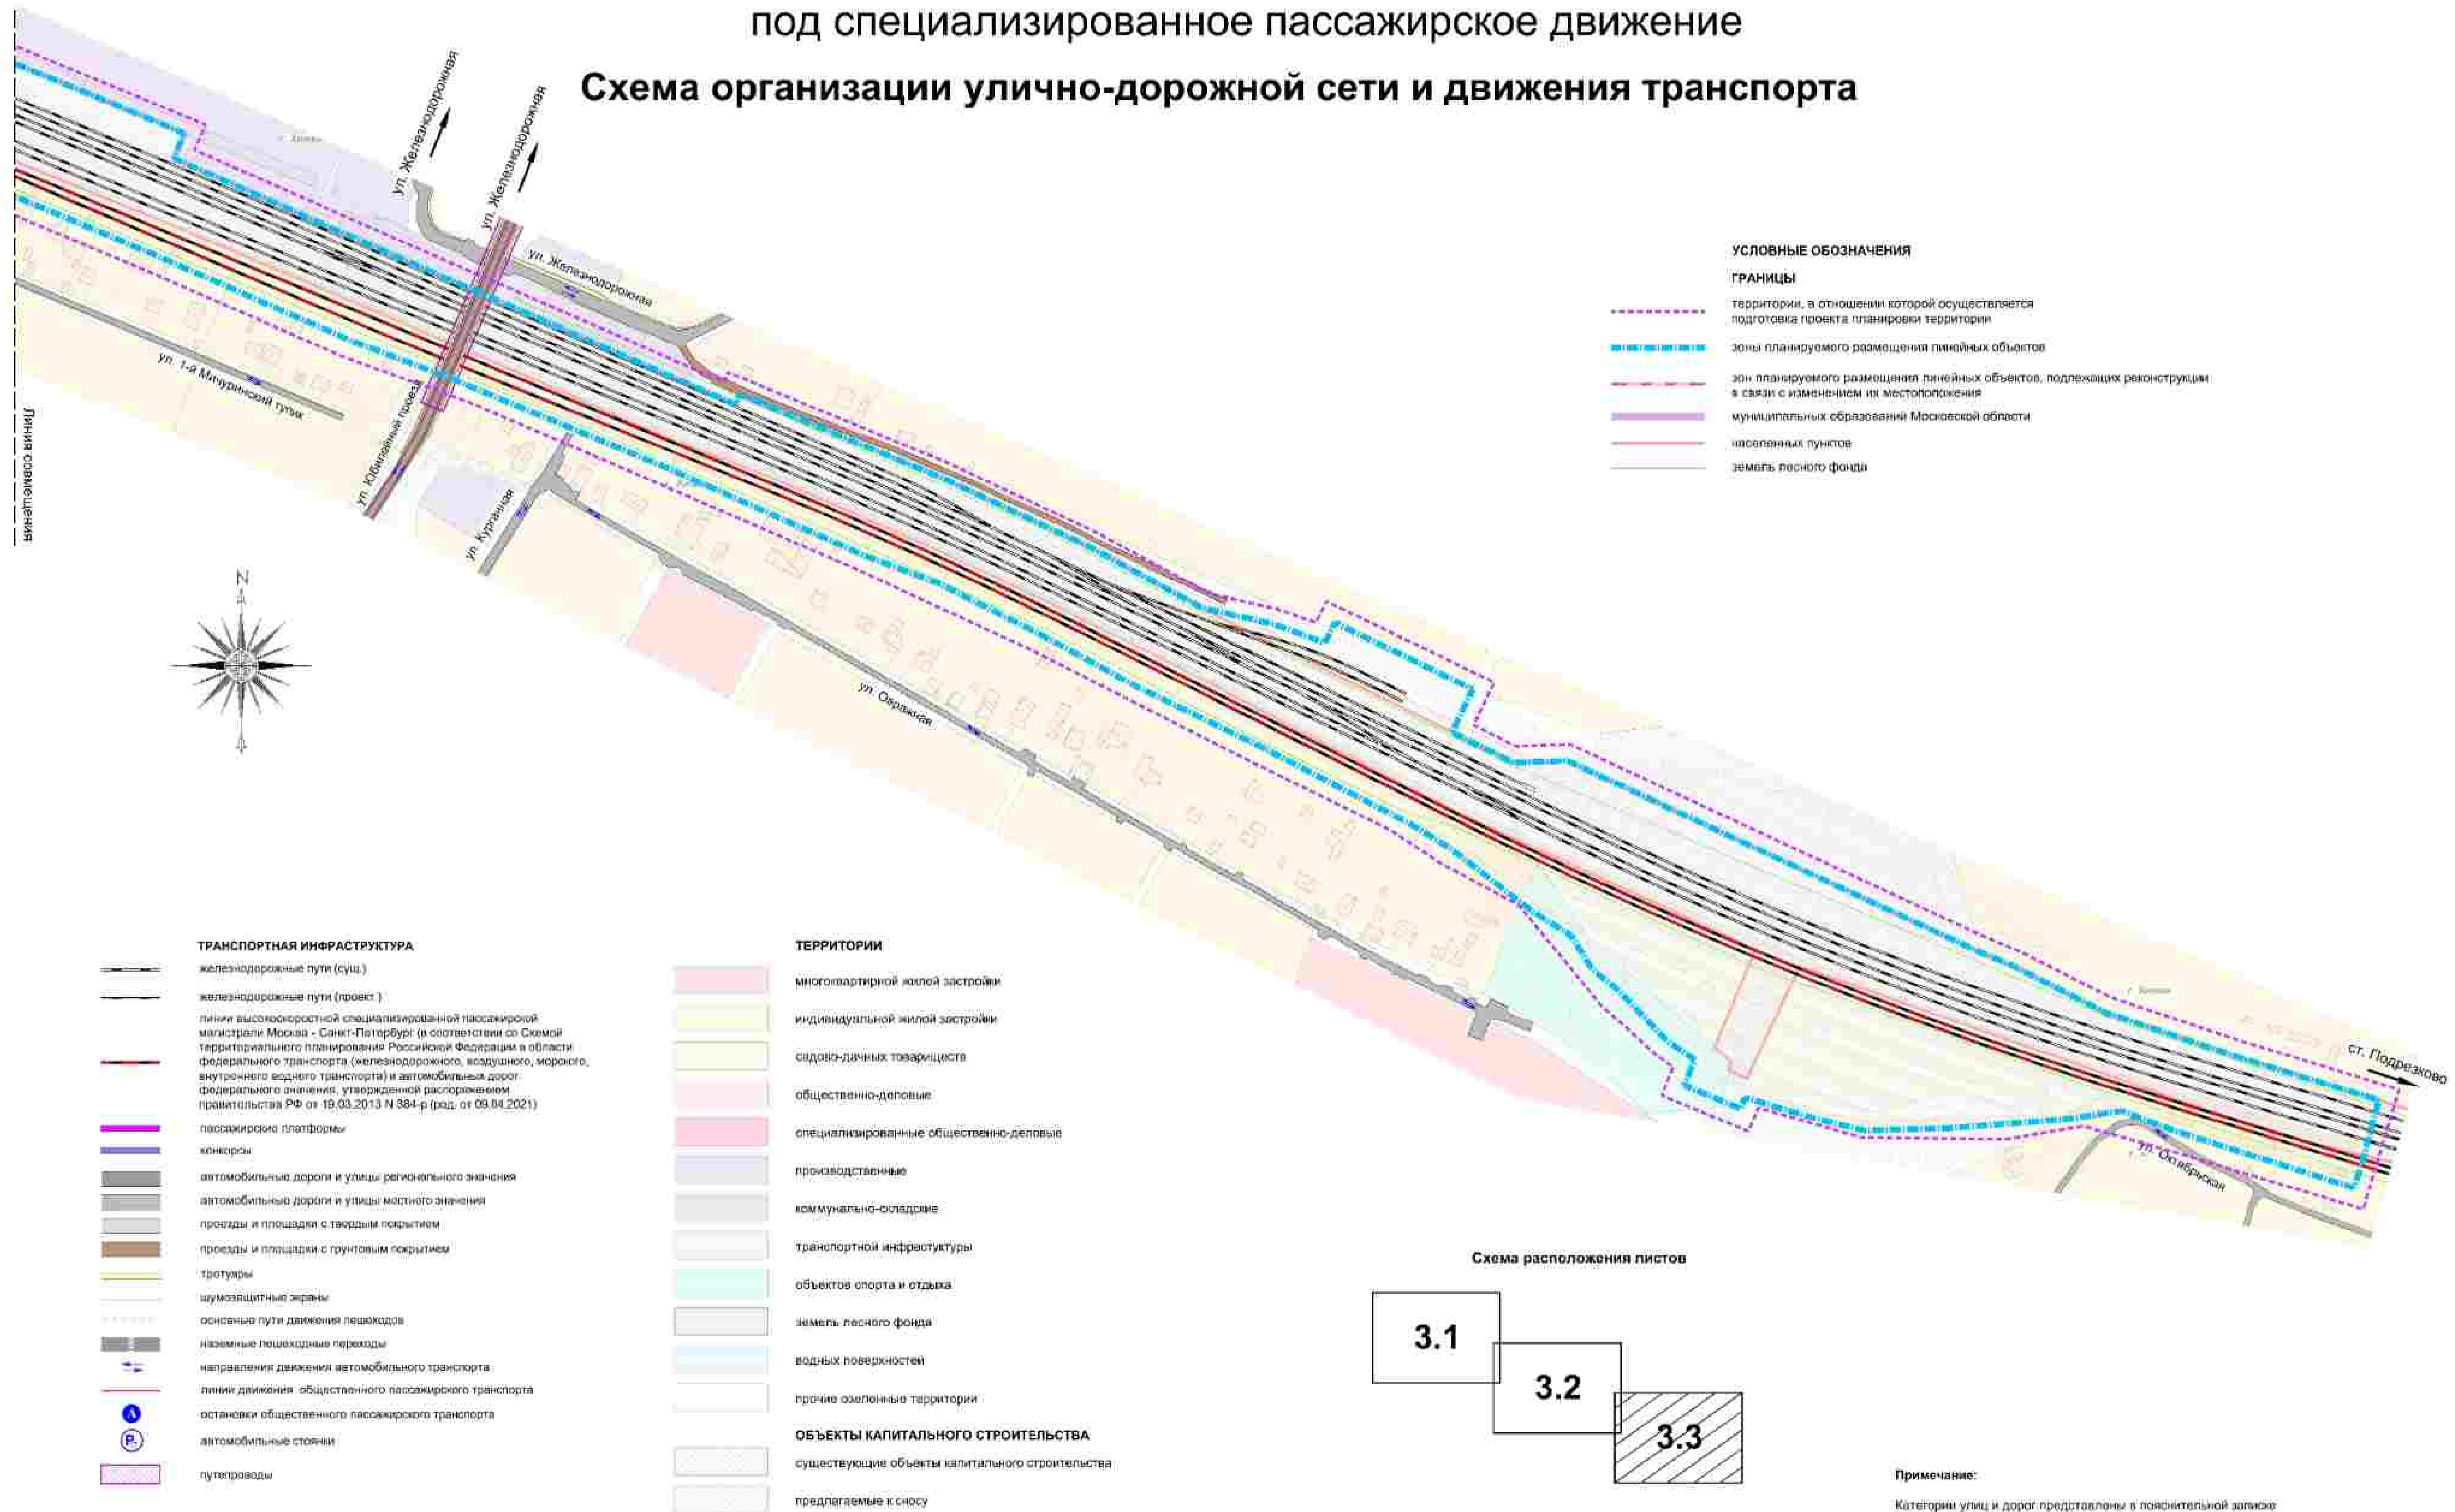 под специализированное пассажирское движение
Схема организации улично-дорожной сети и движения транспорта
ул. Железнодорожная
ул. Железнодорожная
ул. Железнодорожная
г. Химки
ул. 1-й Мичуринский тупик
ул. Юбилейный проезд
ул. Курганная
ул. Овражная
Линия совмещения
N
г. Химки
ст. Подрезково
ул. Октябрьская
УСЛОВНЫЕ ОБОЗНАЧЕНИЯ
ГРАНИЦЫ
территории, в отношении которой осуществляется
подготовка проекта планировки территории
зоны планируемого размещения линейных объектов
зон планируемого размещения линейных объектов, подлежащих реконструкции
в связи с изменением их местоположения
муниципальных образований Московской области
населенных пунктов
земель лесного фонда
ТРАНСПОРТНАЯ ИНФРАСТРУКТУРА
железнодорожные пути (сущ.)
железнодорожные пути (проект.)
линии высокоскоростной специализированной пассажирской
магистрали Москва - Санкт-Петербург (в соответствии со Схемой
территориального планирования Российской Федерации в области
федерального транспорта (железнодорожного, воздушного, морского,
внутреннего водного транспорта) и автомобильных дорог
федерального значения, утвержденной распоряжением
правительства РФ от 19.03.2013 N 384-р (ред. от 09.04.2021)
пассажирские платформы
конкорсы
автомобильные дороги и улицы регионального значения
автомобильные дороги и улицы местного значения
проезды и площадки с твердым покрытием
проезды и площадки с грунтовым покрытием
тротуары
шумозащитные экраны
основные пути движения пешеходов
наземные пешеходные переходы
направления движения автомобильного транспорта
линии движения общественного пассажирского транспорта
А
остановки общественного пассажирского транспорта
P
автомобильные стоянки
путепроводы
ТЕРРИТОРИИ
многоквартирной жилой застройки
индивидуальной жилой застройки
садово-дачных товариществ
общественно-деловые
специализированные общественно-деловые
производственные
коммунально-складские
транспортной инфрастуктуры
объектов спорта и отдыха
земель лесного фонда
водных поверхностей
прочие озеленные территории
ОБЪЕКТЫ КАПИТАЛЬНОГО СТРОИТЕЛЬСТВА
существующие объекты капитального строительства
предлагаемые к сносу
Схема расположения листов
3.1
3.2
3.3
Примечание:
Категории улиц и дорог представлены в пояснительной записке